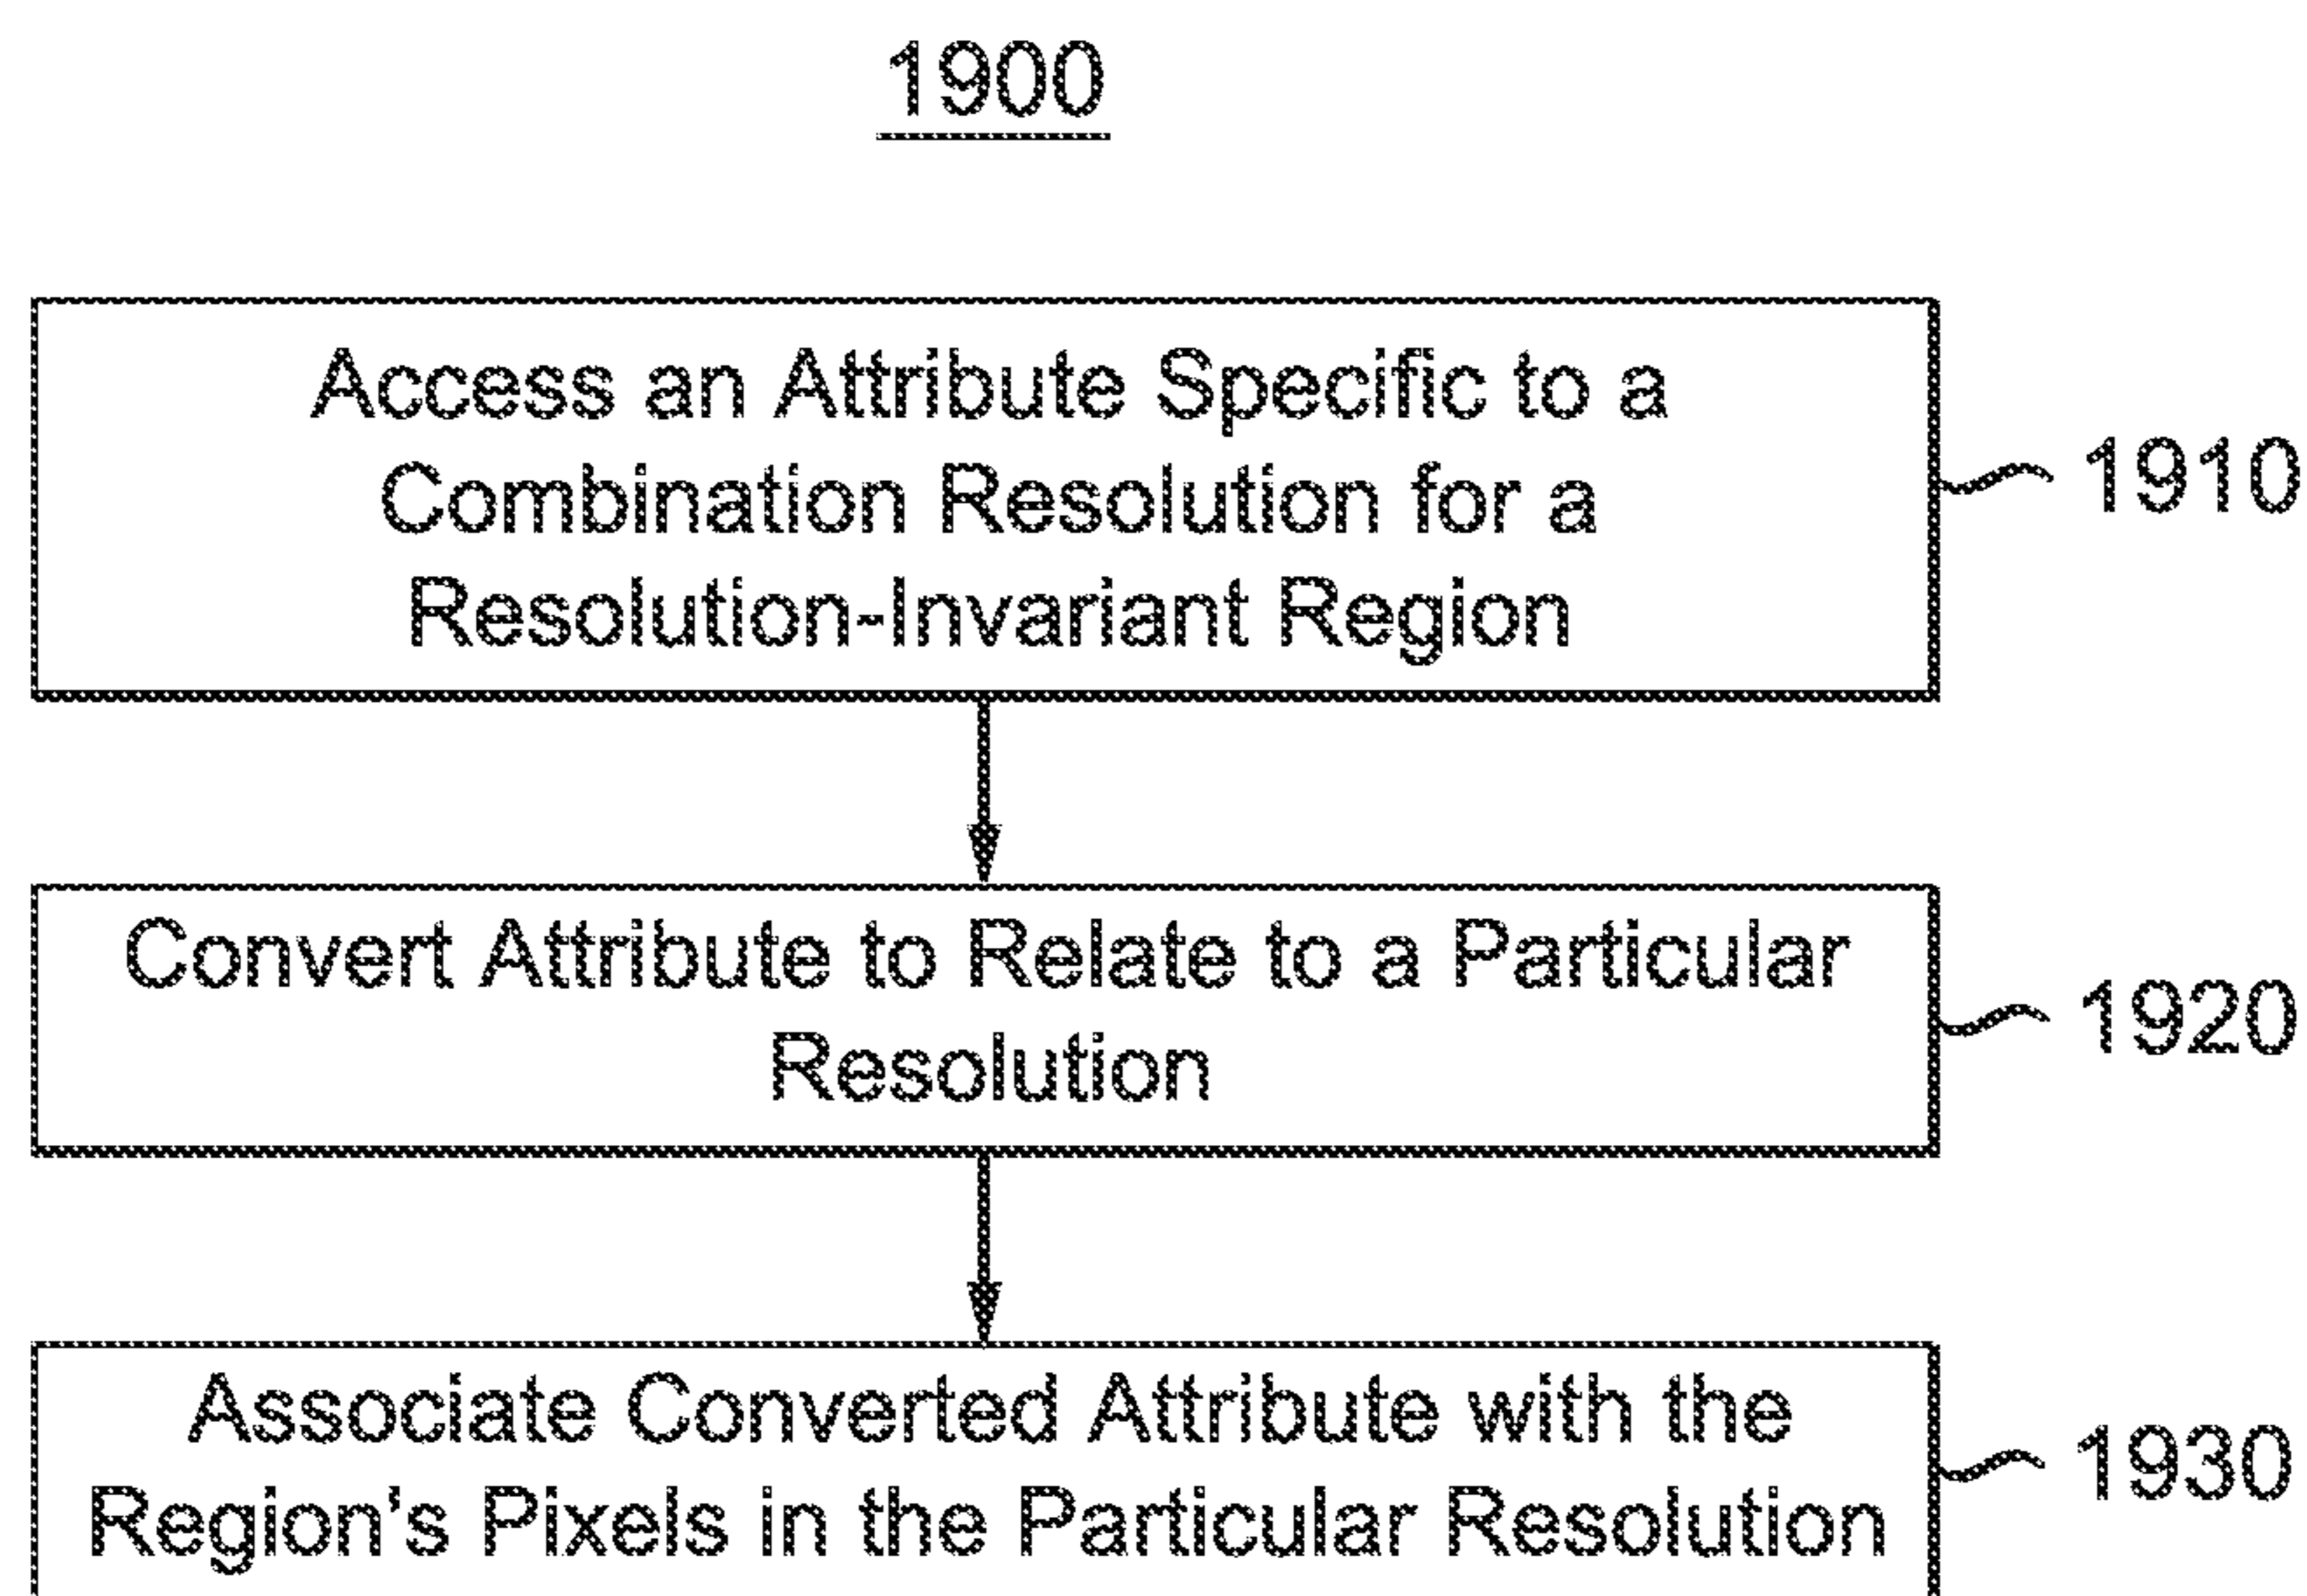 1900
Access an Attribute Specific to a
Combination Resolution for a
Resolution-Invariant Region
1910
Convert Attribute to Relate to a Particular
Resolution
1920
Associate Converted Attribute with the
Region's Pixels in the Particular Resolution
1930